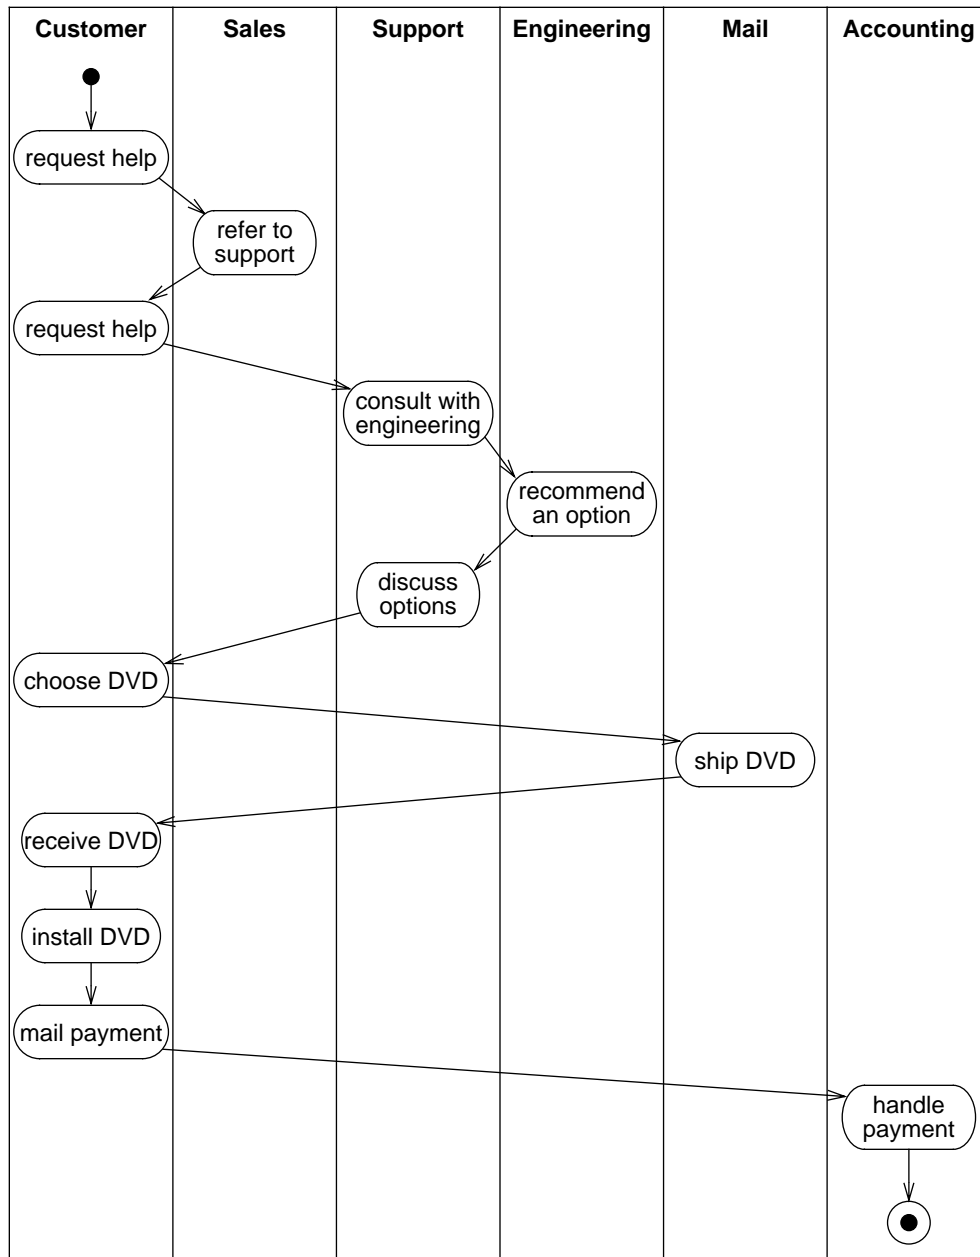 Customer Sales Support Engineering Mail Accounting
request help
refer to
support
request help
consult with
engineering
recommend
an option
discuss
options
choose DVD
ship DVD
receive DVD
install DVD
mail payment
handle
payment